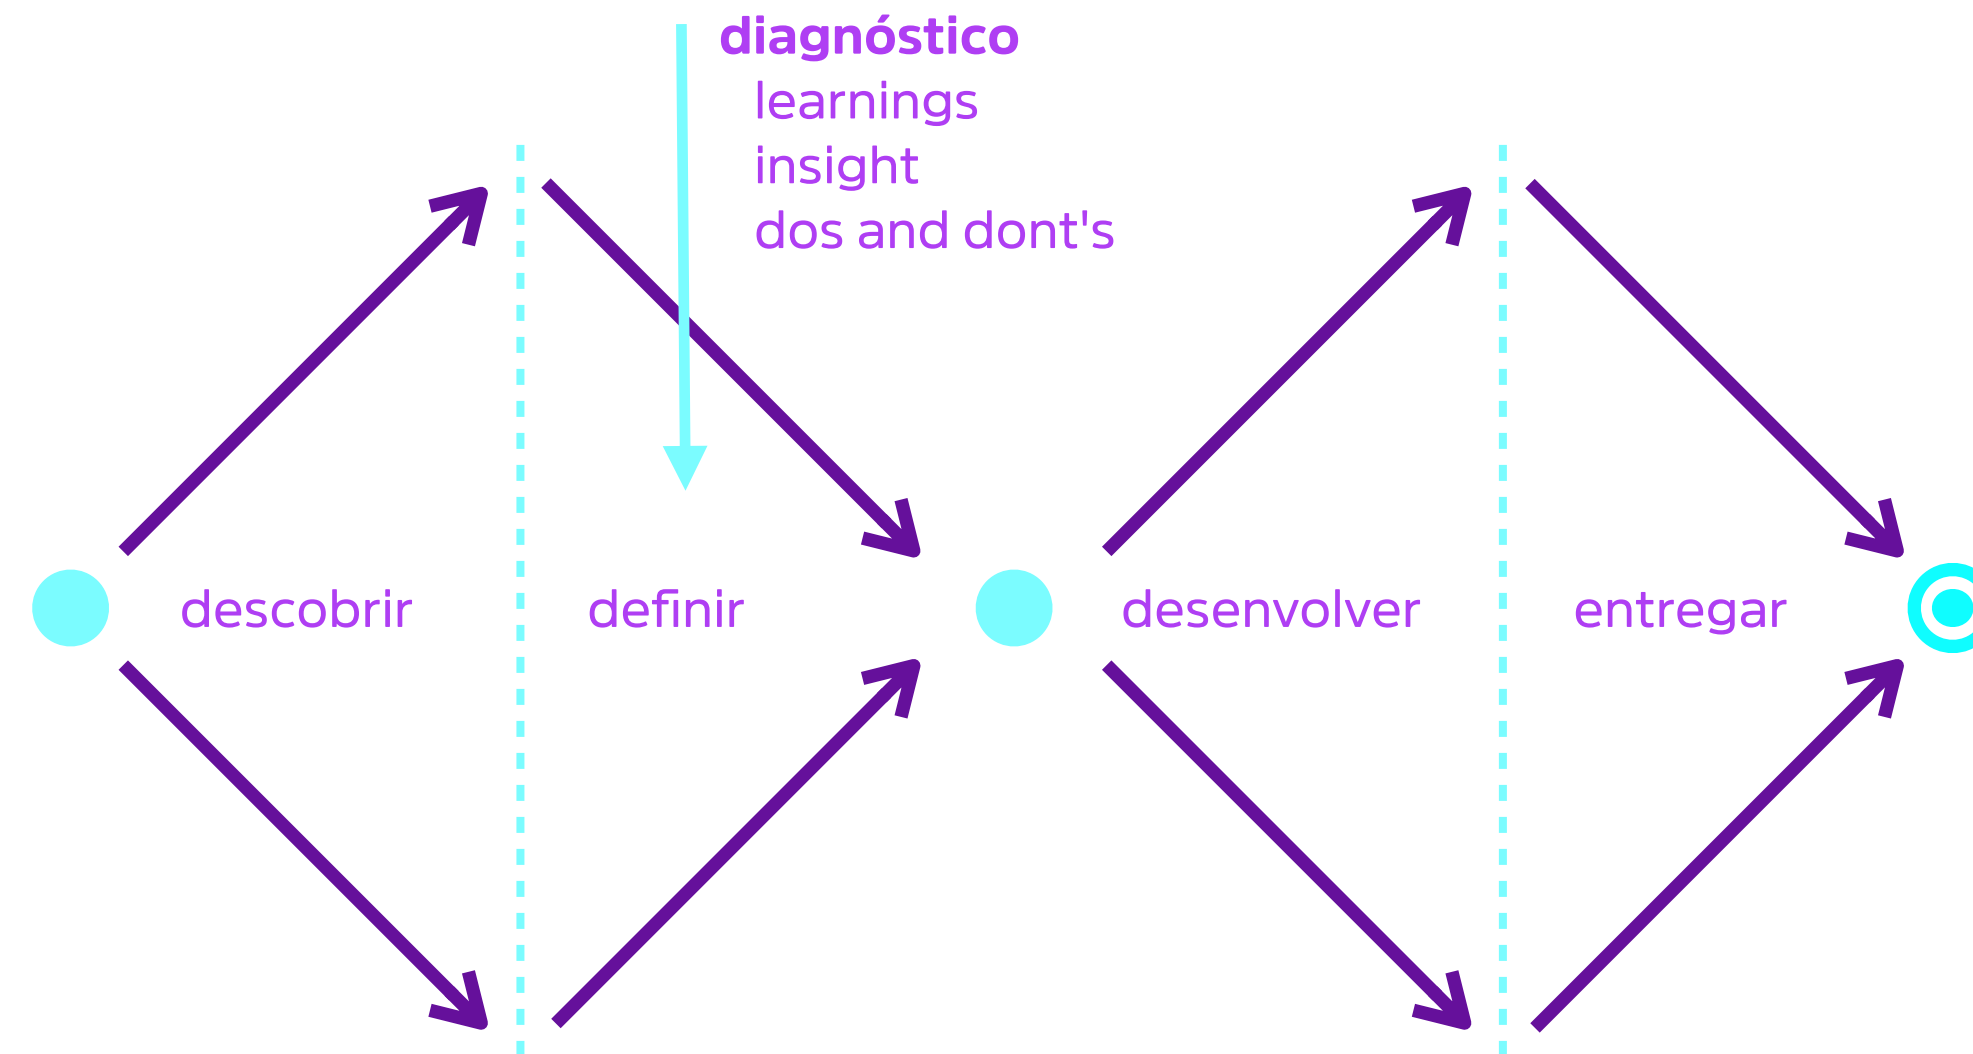 diagnóstico
learnings
insight
dos and dont's
descobrir
definir
desenvolver
entregar